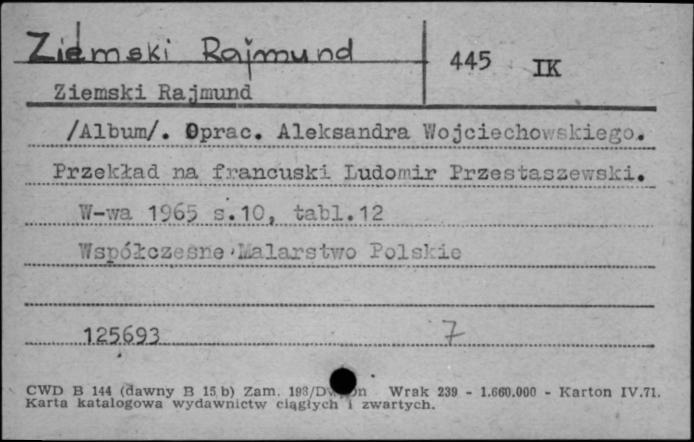 Ziemski Rajmund
445 IK
Ziemski Rajmund
/Album/. Oprac. Aleksandra Wojciechowskiego.
Przekład na francuski Ludomir Przestaszewski.
W-wa 1965 s.10, tabl.12
Współczesne Malarstwo Polskie
125693 7
CWD B 144 (dawny B 15 b) Zam. Wrak 239 - 1.660.000 - Karton IV.71.
Karta katalogowa wydawnictw ciągłych i zwartych.